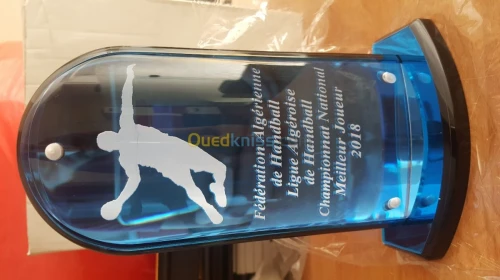 Ouedkniss
Fédération Algérienne
de Handball
Ligue Algéroise
de Handball
Championnat National
Meilleur Joueur
2018